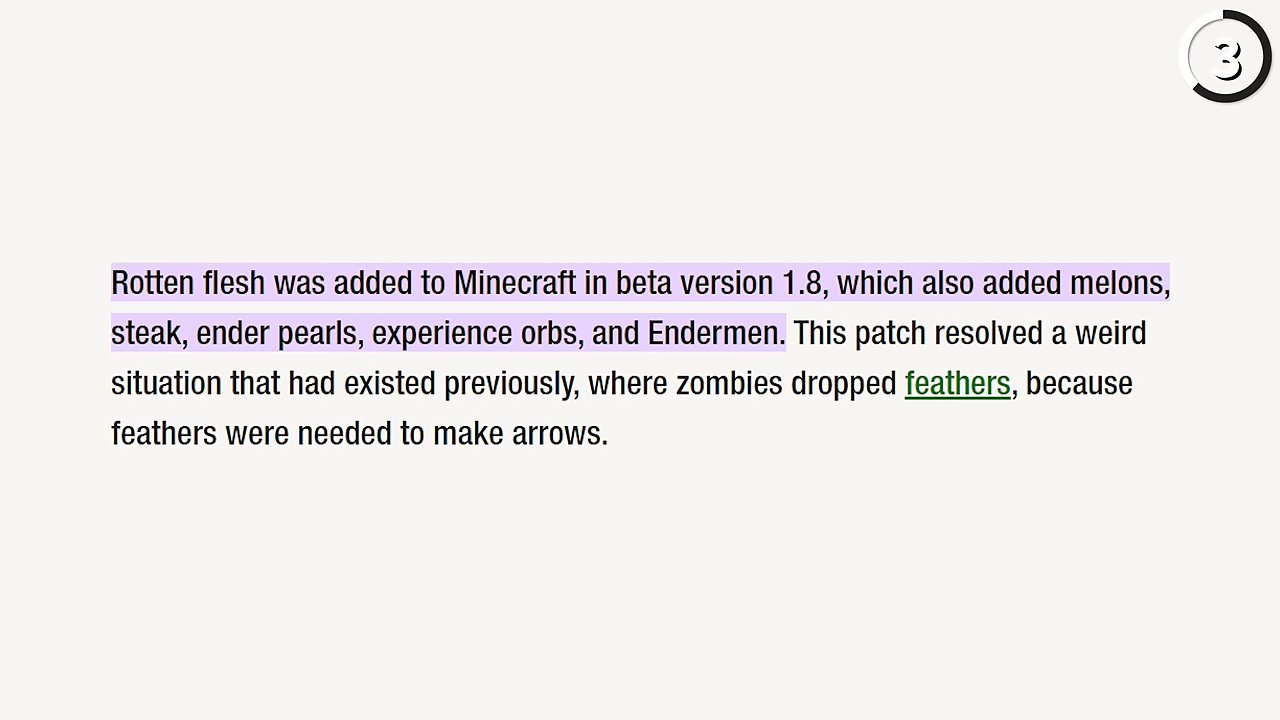 3
Rotten flesh was added to Minecraft in beta version 1.8, which also added melons,
steak, ender pearls, experience orbs, and Endermen. This patch resolved a weird
situation that had existed previously, where zombies dropped feathers, because
feathers were needed to make arrows.